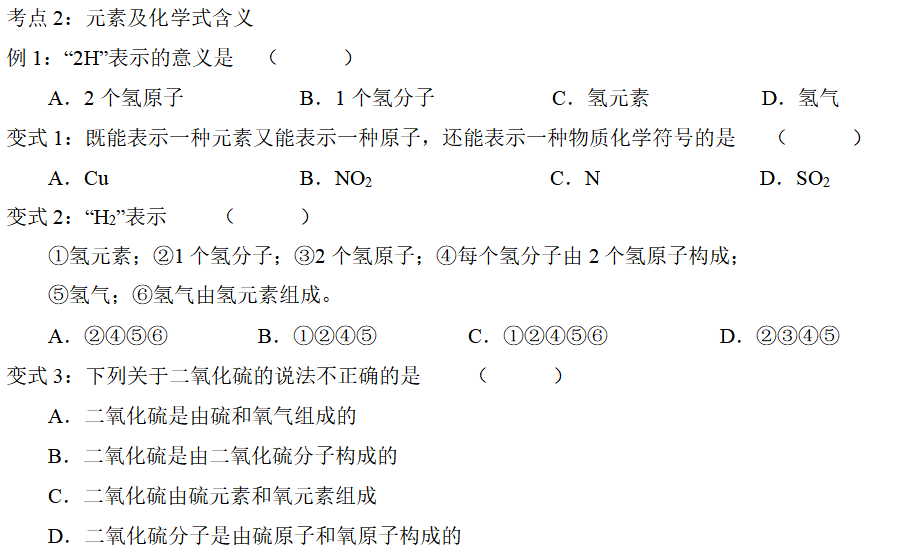 考点 2：元素及化学式含义
例 1：“2H”表示的意义是 （ ）
A．2 个氢原子 B．1 个氢分子 C．氢元素 D．氢气
变式 1：既能表示一种元素又能表示一种原子，还能表示一种物质化学符号的是 （ ）
A．Cu B．NO₂ C．N D．SO₂
变式 2：“H₂”表示 （ ）
①氢元素；②1 个氢分子；③2 个氢原子；④每个氢分子由 2 个氢原子构成；
⑤氢气；⑥氢气由氢元素组成。
A．②④⑤⑥ B．①②④⑤ C．①②④⑤⑥ D．②③④⑤
变式 3：下列关于二氧化硫的说法不正确的是 （ ）
A．二氧化硫是由硫和氧气组成的
B．二氧化硫是由二氧化硫分子构成的
C．二氧化硫由硫元素和氧元素组成
D．二氧化硫分子是由硫原子和氧原子构成的